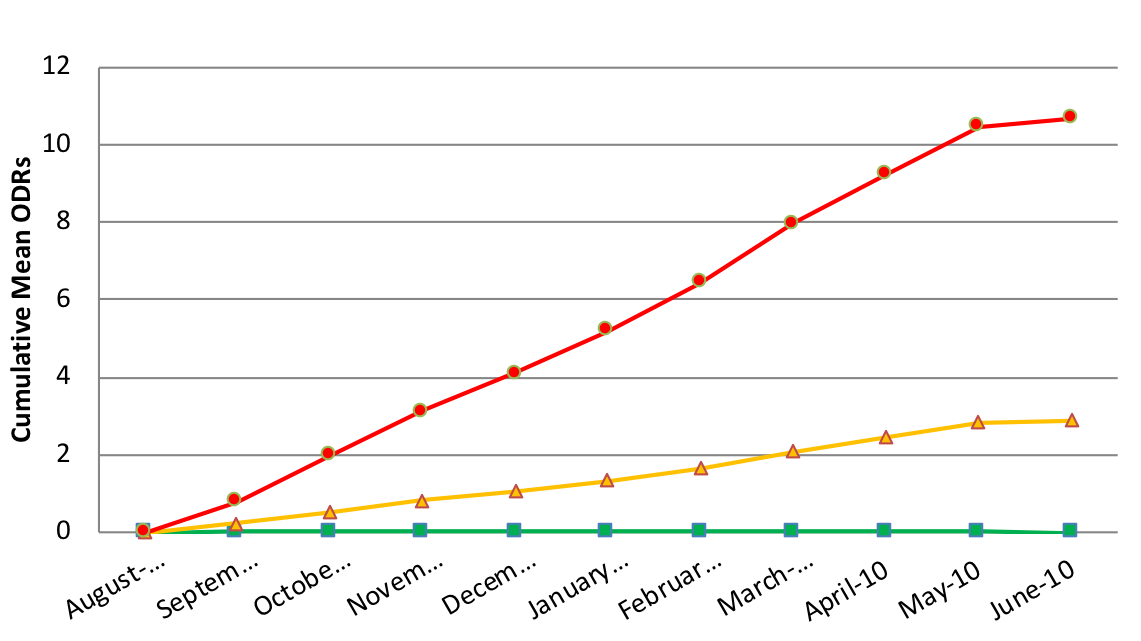 Cumulative Mean ODRs
12
10
8
6
4
2
0
August-...
Septem...
Octobe...
Novem...
Decem...
January...
Februar...
March-...
April-10
May-10
June-10